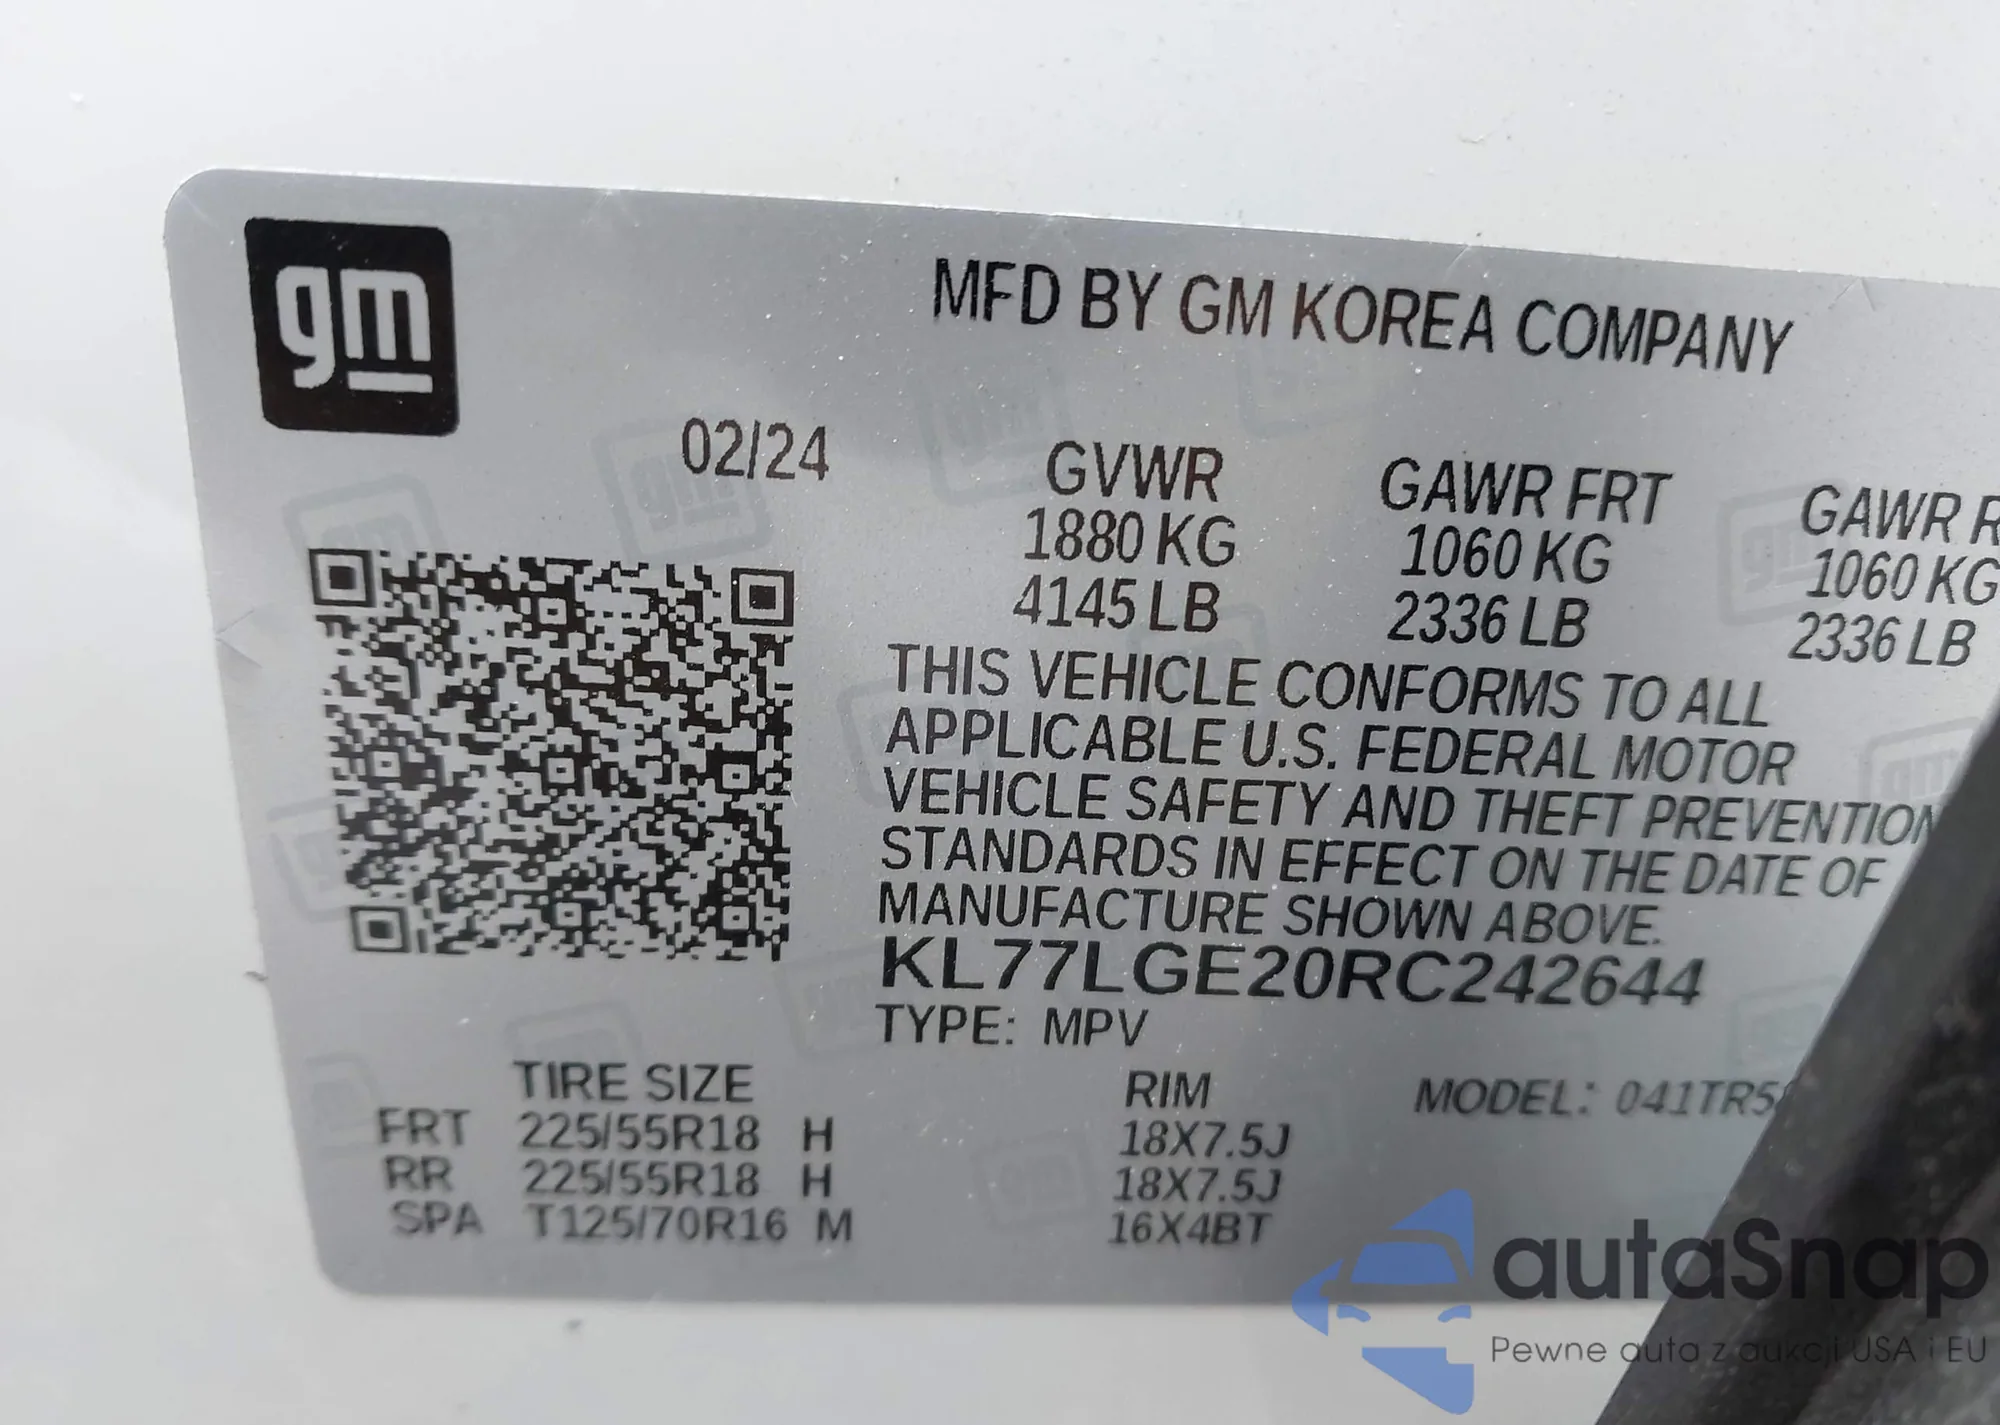 gm
MFD BY GM KOREA COMPANY
02/24
GVWR GAWR FRT GAWR
1880 KG 1060 KG 1060 KG
4145 LB 2336 LB 2336 LB
THIS VEHICLE CONFORMS TO ALL
APPLICABLE U.S. FEDERAL MOTOR
VEHICLE SAFETY AND THEFT PREVENTION
STANDARDS IN EFFECT ON THE DATE OF
MANUFACTURE SHOWN ABOVE.
KL77LGE20RC242644
TYPE: MPV
TIRE SIZE RIM MODEL:
FRT 225/55R18 H 18X7.5J
RR 225/55R18 H 18X7.5J
SPA T125/70R16 M 16X4BT
autaSnap
Pewne auta z aukcji USA i EU